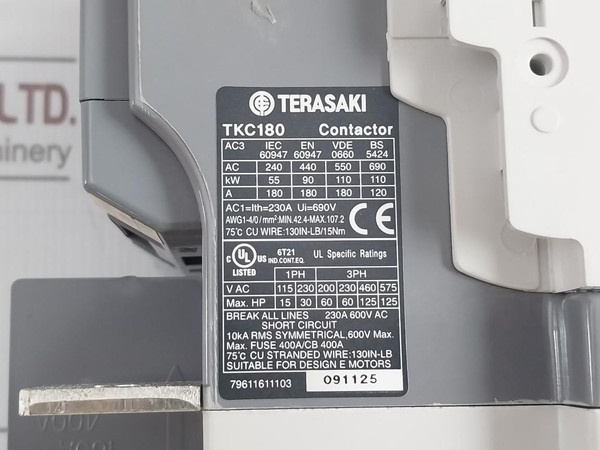 LTD.
hinery
TERASAKI
TKC180 Contactor
AC3 IEC 60947 EN 60947 VDE 0660 BS 5424
AC 240 440 550 690
kW 55 90 110 110
A 180 180 180 120
AC1=Ith=230A Ui=690V
AWG1-4/0/mm²:MIN.42.4-MAX.107.2
75°c CU WIRE:130IN-LB/15Nm
CE
c UL US LISTED 6T21 IND.CONT.EQ. UL Specific Ratings
1PH 3PH
V AC 115 230 200 230 460 575
Max. HP 15 30 60 60 125 125
BREAK ALL LINES 230A 600V AC
SHORT CIRCUIT
10kA RMS SYMMETRICAL,600V Max.
Max. FUSE 400A/CB 400A
75°c CU STRANDED WIRE:130IN-LB
SUITABLE FOR DESIGN E MOTORS
79611611103 091125